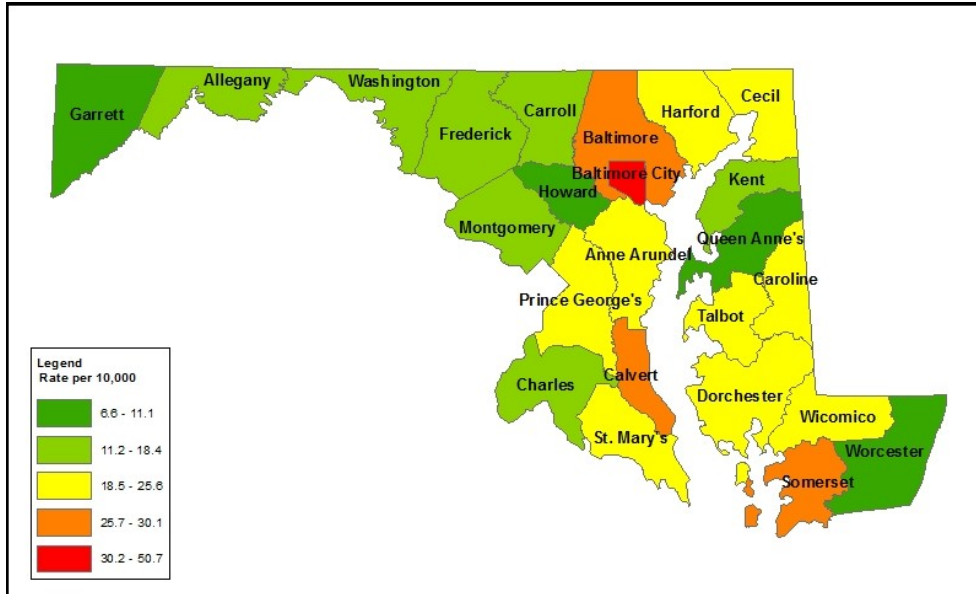 Garrett
Allegany
Washington
Frederick
Carroll
Baltimore
Harford
Cecil
Baltimore City
Howard
Kent
Montgomery
Queen Anne's
Anne Arundel
Caroline
Prince George's
Talbot
Charles
Calvert
Dorchester
Wicomico
St. Mary's
Worcester
Somerset
Legend
Rate per 10,000
6.6 - 11.1
11.2 - 18.4
18.5 - 25.6
25.7 - 30.1
30.2 - 50.7